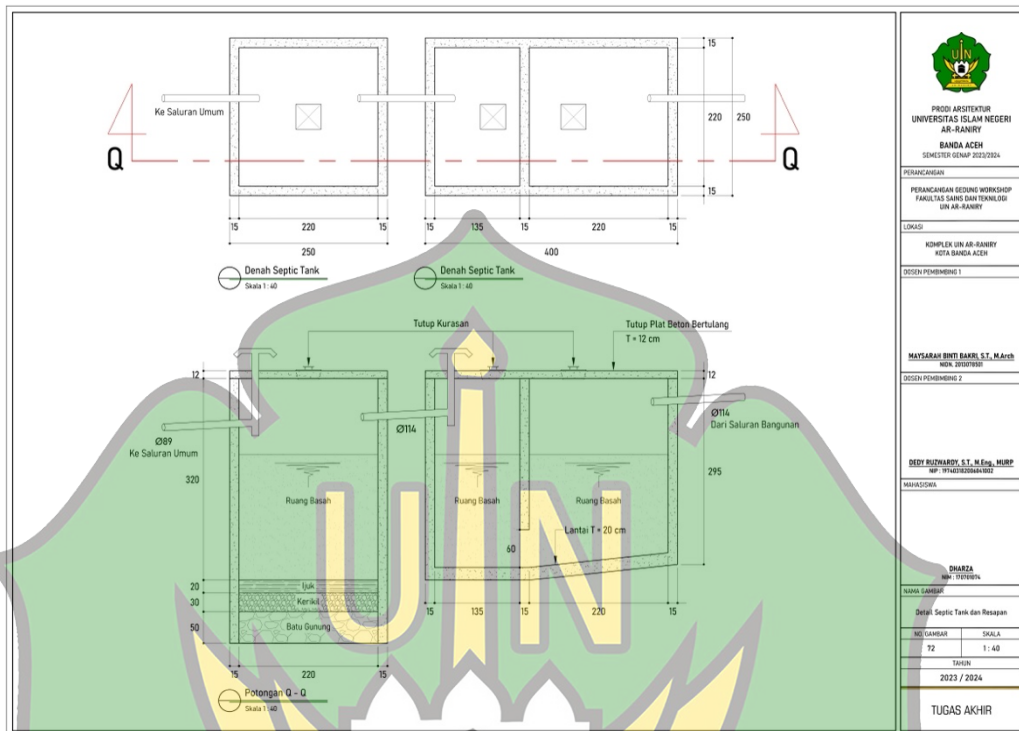 Ke Saluran Umum
Q
Q
15
220
250
15
15
220
15
250
15
135
15
220
15
400
Denah Septic Tank
Skala 1 : 40
Denah Septic Tank
Skala 1 : 40
Tutup Kurasan
Tutup Plat Beton Bertulang
T = 12 cm
12
12
Ø89
Ke Saluran Umum
Ø114
Ø114
Dari Saluran Bangunan
320
295
Ruang Basah
Ruang Basah
Ruang Basah
Lantai T = 20 cm
60
20
Ijuk
30
Kerikil
50
Batu Gunung
15
220
15
15
135
15
220
15
Potongan Q - Q
Skala 1 : 40
UIN
UIN
PRODI ARSITEKTUR
UNIVERSITAS ISLAM NEGERI
AR-RANIRY
BANDA ACEH
SEMESTER GENAP 2023/2024
PERANCANGAN
PERANCANGAN GEDUNG WORKSHOP
FAKULTAS SAINS DAN TEKNILOGI
UIN AR-RANIRY
LOKASI
KOMPLEK UIN AR-RANIRY
KOTA BANDA ACEH
DOSEN PEMBIMBING 1
MAYSARAH BINTI BAKRI, S.T., M.Arch
NIDN. 2013078501
DOSEN PEMBIMBING 2
DEDY RUZWARDY, S.T., M.Eng., MURP
NIP :
MAHASISWA
DHARZA
NIM : 170701074
NAMA GAMBAR
Detail Septic Tank dan Resapan
NO. GAMBAR
SKALA
72
1 : 40
TAHUN
2023 / 2024
TUGAS AKHIR